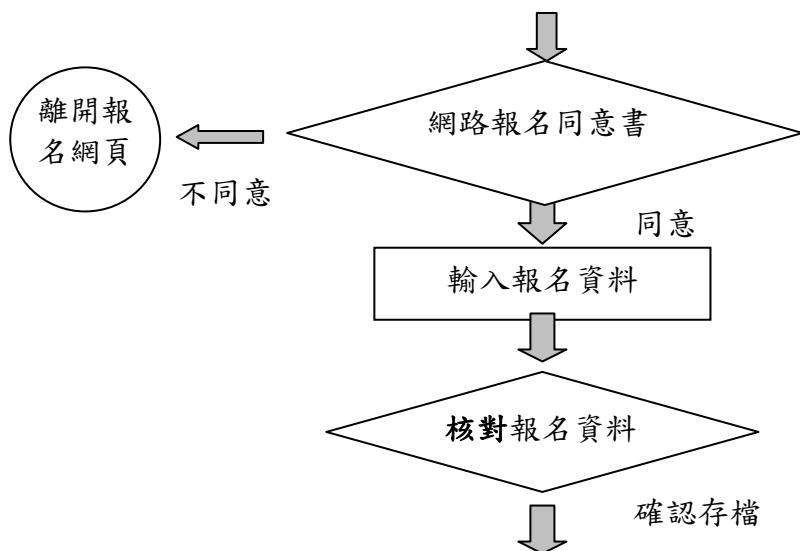 網路報名同意書
離開報
名網頁
不同意
同意
輸入報名資料
核對報名資料
確認存檔